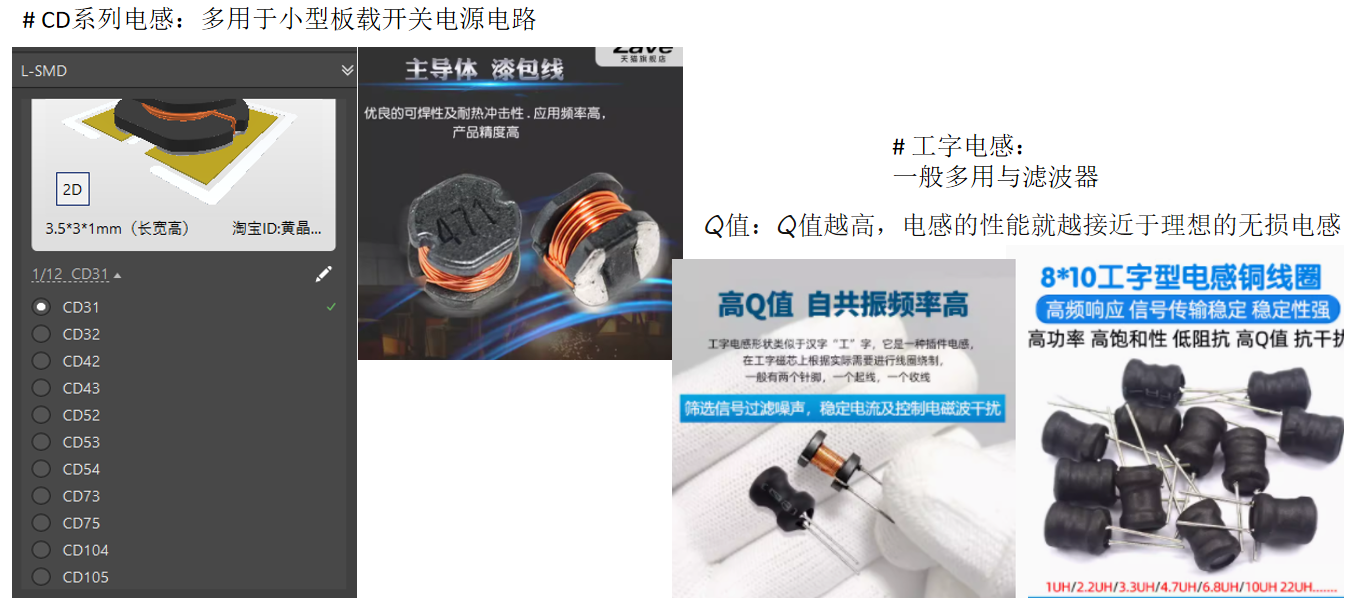 # CD系列电感：多用于小型板载开关电源电路
L-SMD
2D
3.5*3*1mm（长宽高）
淘宝ID:黄晶...
1/12 CD31
CD31
CD32
CD42
CD43
CD52
CD53
CD54
CD73
CD75
CD104
CD105
Zave
天猫旗舰店
主导体 漆包线
优良的可焊性及耐热冲击性．应用频率高，
产品精度高
471
# 工字电感：
一般多用与滤波器
Q值：Q值越高，电感的性能就越接近于理想的无损电感
高Q值 自共振频率高
工字电感形状类似于汉字“工”字，它是一种插件电感，
在工字磁芯上根据实际需要进行线圈绕制，
一般有两个针脚，一个起线，一个收线
筛选信号过滤噪声，稳定电流及控制电磁波干扰
8*10工字型电感铜线圈
高频响应 信号传输稳定 稳定性强
高功率 高饱和性 低阻抗 高Q值 抗干扰
1UH/2.2UH/3.3UH/4.7UH/6.8UH/10UH 22UH.......